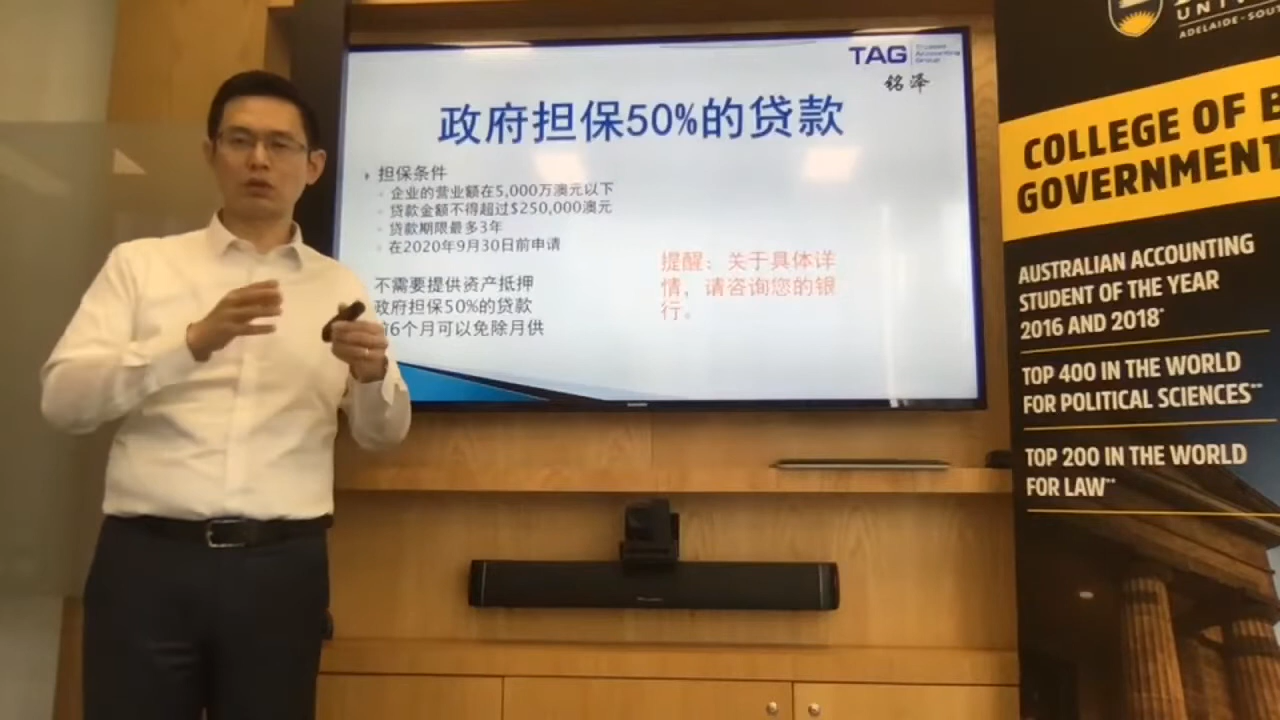 TAG
Accounting
Group
铭泽
政府担保50%的贷款
担保条件
企业的营业额在5,000万澳元以下
贷款金额不得超过$250,000澳元
贷款期限最多3年
在2020年9月30日前申请
不需要提供资产抵押
政府担保50%的贷款
前6个月可以免除月供
提醒：关于具体详
情，请咨询您的银
行。
ADELAIDE
COLLEGE OF
GOVERNMENT
AUSTRALIAN ACCOUNTING
STUDENT OF THE YEAR
2016 AND 2018*
TOP 400 IN THE WORLD
FOR POLITICAL SCIENCES**
TOP 200 IN THE WORLD
FOR LAW**